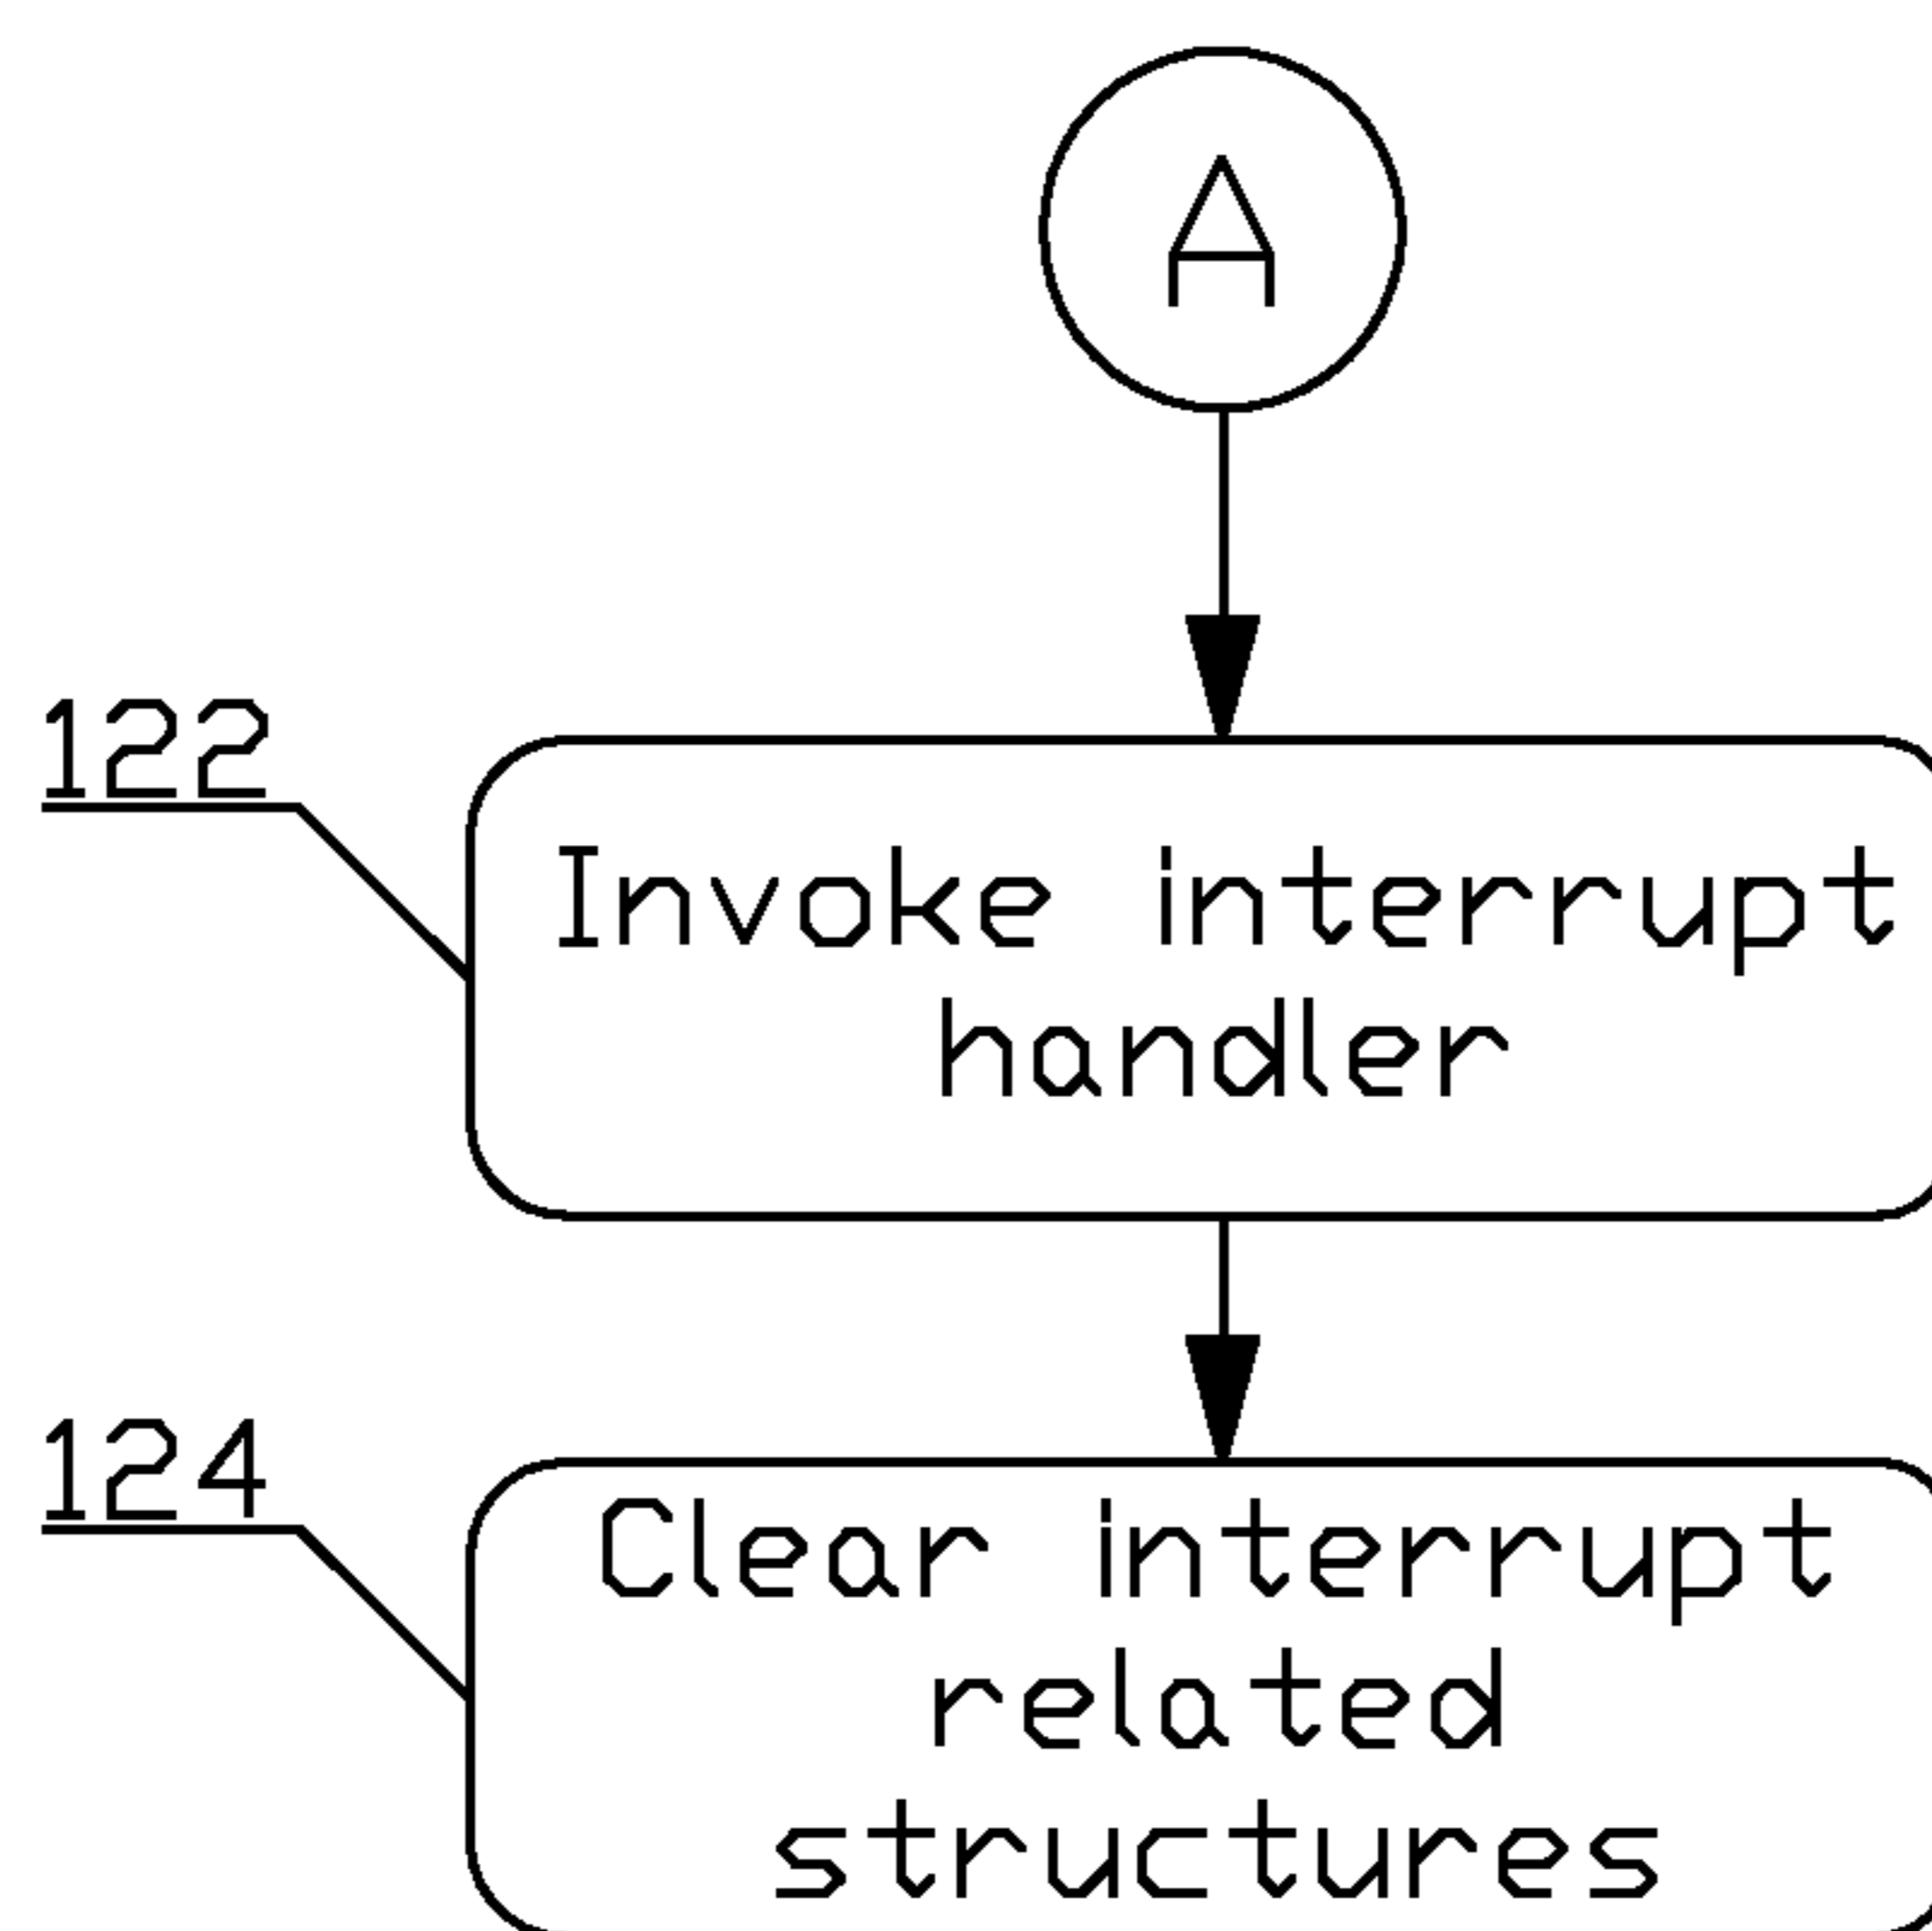 A
122
Invoke interrupt
handler
124
Clear interrupt
related
structures